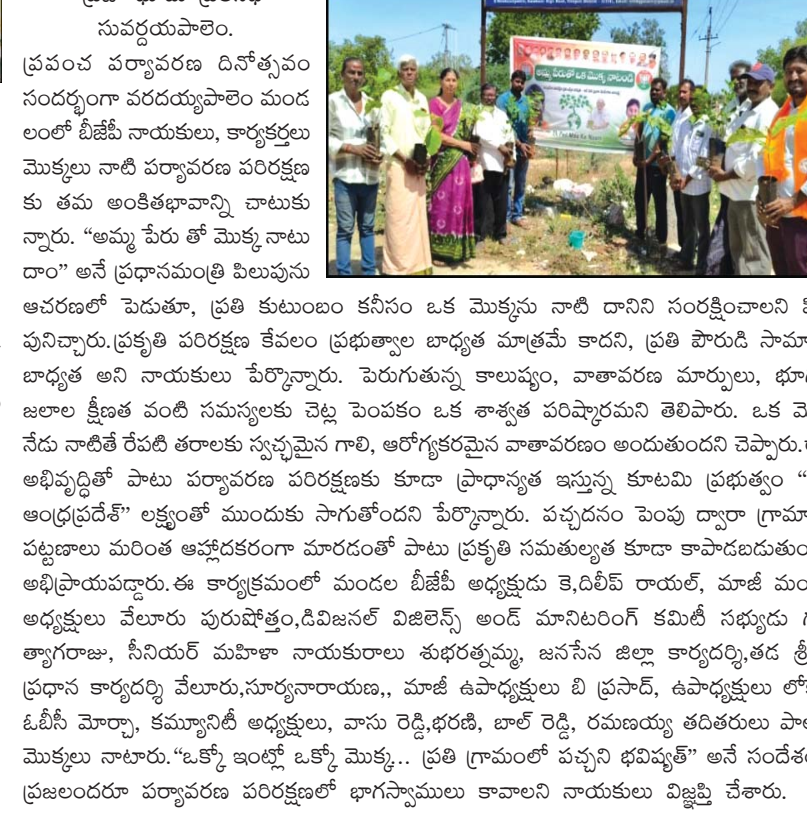 సువర్దయపాలెం.
ప్రపంచ పర్యావరణ దినోత్సవం
సందర్భంగా వరదయ్యపాలెం మండ
లంలో బీజేపీ నాయకులు, కార్యకర్తలు
మొక్కలు నాటి పర్యావరణ పరిరక్షణ
కు తమ అంకితభావాన్ని చాటుకు
న్నారు. “అమ్మ పేరు తో మొక్క నాటు
దాం” అనే ప్రధానమంత్రి పిలుపును
అమ్మ పేరుతో ఒక మొక్క నాటండి
ఆచరణలో పెడుతూ, ప్రతి కుటుంబం కనీసం ఒక మొక్కను నాటి దానిని సంరక్షించాలని
పునిచ్చారు.ప్రకృతి పరిరక్షణ కేవలం ప్రభుత్వాల బాధ్యత మాత్రమే కాదని, ప్రతి పౌరుడి
బాధ్యత అని నాయకులు పేర్కొన్నారు. పెరుగుతున్న కాలుష్యం, వాతావరణ మార్పులు,
జలాల క్షీణత వంటి సమస్యలకు చెట్ల పెంపకం ఒక శాశ్వత పరిష్కారమని తెలిపారు. ఒక
నేడు నాటితే రేపటి తరాలకు స్వచ్ఛమైన గాలి, ఆరోగ్యకరమైన వాతావరణం అందుతుందని చెప్పారు.
అభివృద్ధితో పాటు పర్యావరణ పరిరక్షణకు కూడా ప్రాధాన్యత ఇస్తున్న కూటమి ప్రభుత్వం
ఆంధ్రప్రదేశ్” లక్ష్యంతో ముందుకు సాగుతోందని పేర్కొన్నారు. పచ్చదనం పెంపు ద్వారా
పట్టణాలు మరింత ఆహ్లాదకరంగా మారడంతో పాటు ప్రకృతి సమతుల్యత కూడా
అభిప్రాయపడ్డారు.ఈ కార్యక్రమంలో మండల బీజేపీ అధ్యక్షుడు కె,దిలీప్ రాయల్, మాజీ
అధ్యక్షులు వేలూరు పురుషోత్తం,డివిజనల్ విజిలెన్స్ అండ్ మానిటరింగ్ కమిటీ సభ్యుడు
త్యాగరాజు, సీనియర్ మహిళా నాయకురాలు శుభరత్నమ్మ, జనసేన జిల్లా కార్యదర్శి,తడ
ప్రధాన కార్యదర్శి వేలూరు,సూర్యనారాయణ,, మాజీ ఉపాధ్యక్షులు బి ప్రసాద్, ఉపాధ్యక్షులు
ఓబీసీ మోర్చా, కమ్యూనిటీ అధ్యక్షులు, వాసు రెడ్డి,భరణి, బాల్ రెడ్డి, రమణయ్య తదితరులు
మొక్కలు నాటారు.“ఒక్కో ఇంట్లో ఒక్కో మొక్క... ప్రతి గ్రామంలో పచ్చని భవిష్యత్” అనే
ప్రజలందరూ పర్యావరణ పరిరక్షణలో భాగస్వాములు కావాలని నాయకులు విజ్ఞప్తి చేశారు.